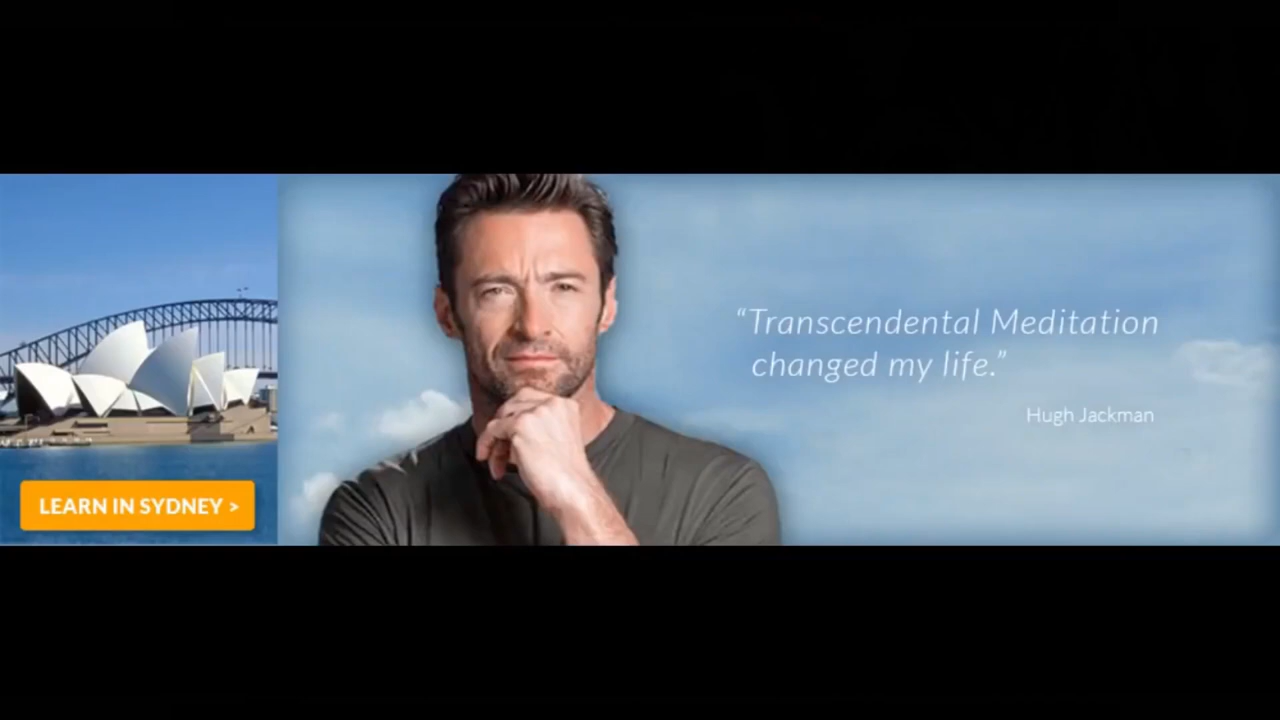 “Transcendental Meditation
changed my life.”
Hugh Jackman
LEARN IN SYDNEY >